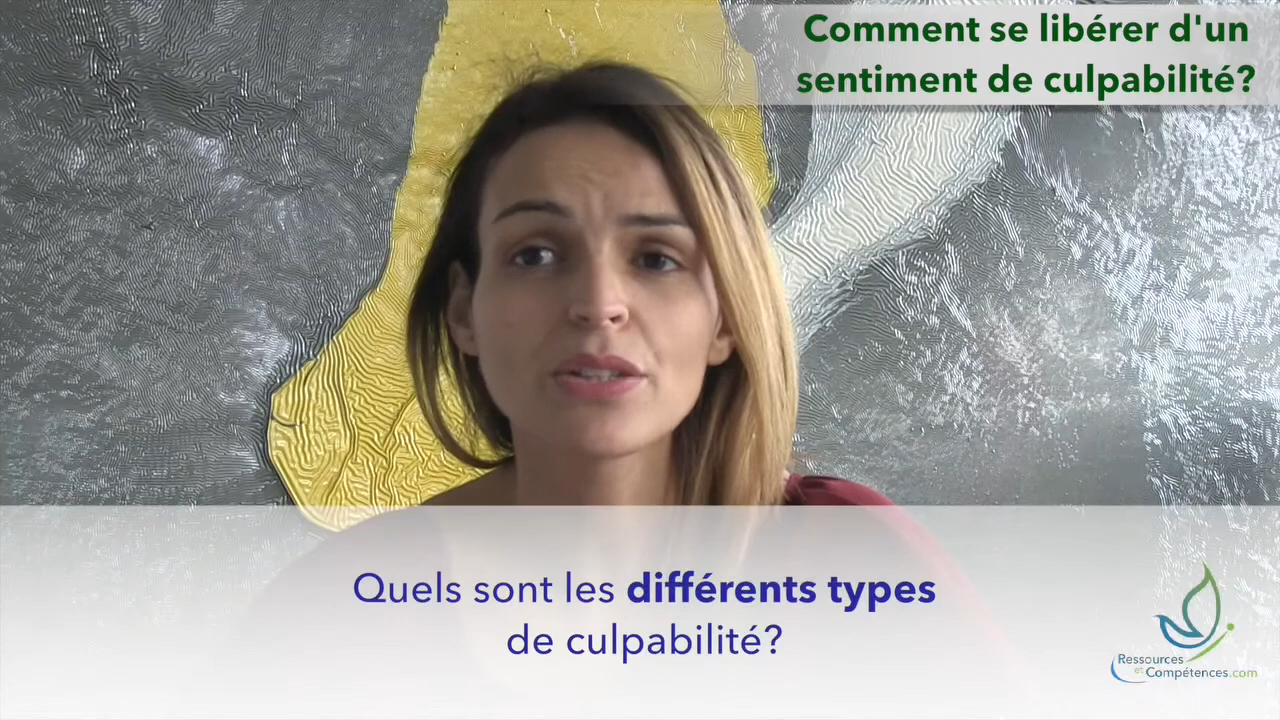 Comment se libérer d'un
sentiment de culpabilité?
Quels sont les différents types
de culpabilité?
Ressources
et Compétences.com